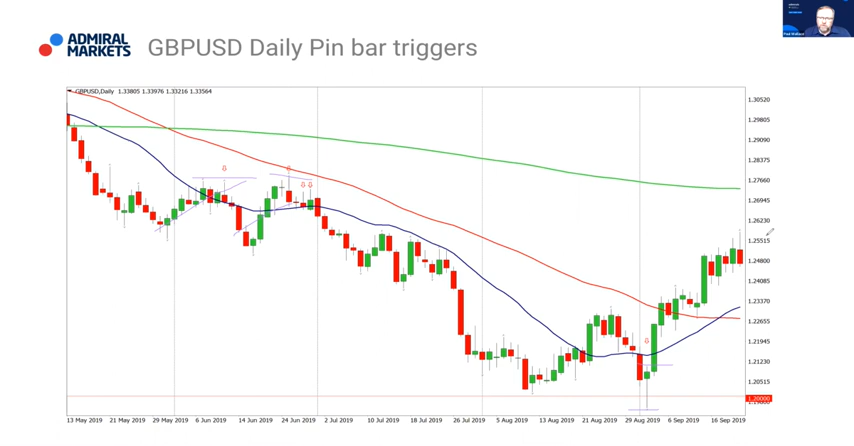 ADMIRAL
MARKETS
GBPUSD Daily Pin bar triggers
Paul Wallace
GBPUSD,Daily 1.33805 1.33976 1.33216 1.33564
1.30520
1.29805
1.29090
1.28375
1.27660
1.26945
1.26230
1.25515
1.24800
1.24085
1.23370
1.22655
1.21945
1.21230
1.20515
1.20000
1.19800
13 May 2019 21 May 2019 29 May 2019 6 Jun 2019 14 Jun 2019 24 Jun 2019 2 Jul 2019 10 Jul 2019 18 Jul 2019 26 Jul 2019 5 Aug 2019 13 Aug 2019 21 Aug 2019 29 Aug 2019 6 Sep 2019 16 Sep 2019